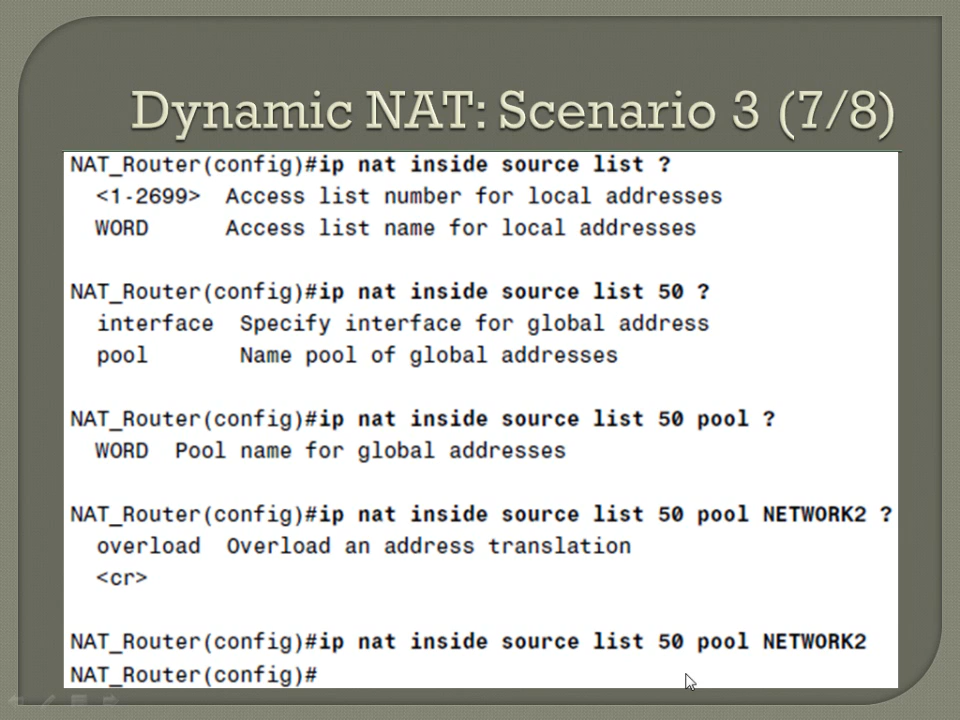 Dynamic NAT: Scenario 3 (7/8)
NAT_Router(config)#ip nat inside source list ?
<1-2699> Access list number for local addresses
WORD Access list name for local addresses
NAT_Router(config)#ip nat inside source list 50 ?
interface Specify interface for global address
pool Name pool of global addresses
NAT_Router(config)#ip nat inside source list 50 pool ?
WORD Pool name for global addresses
NAT_Router(config)#ip nat inside source list 50 pool NETWORK2 ?
overload Overload an address translation
<cr>
NAT_Router(config)#ip nat inside source list 50 pool NETWORK2
NAT_Router(config)#